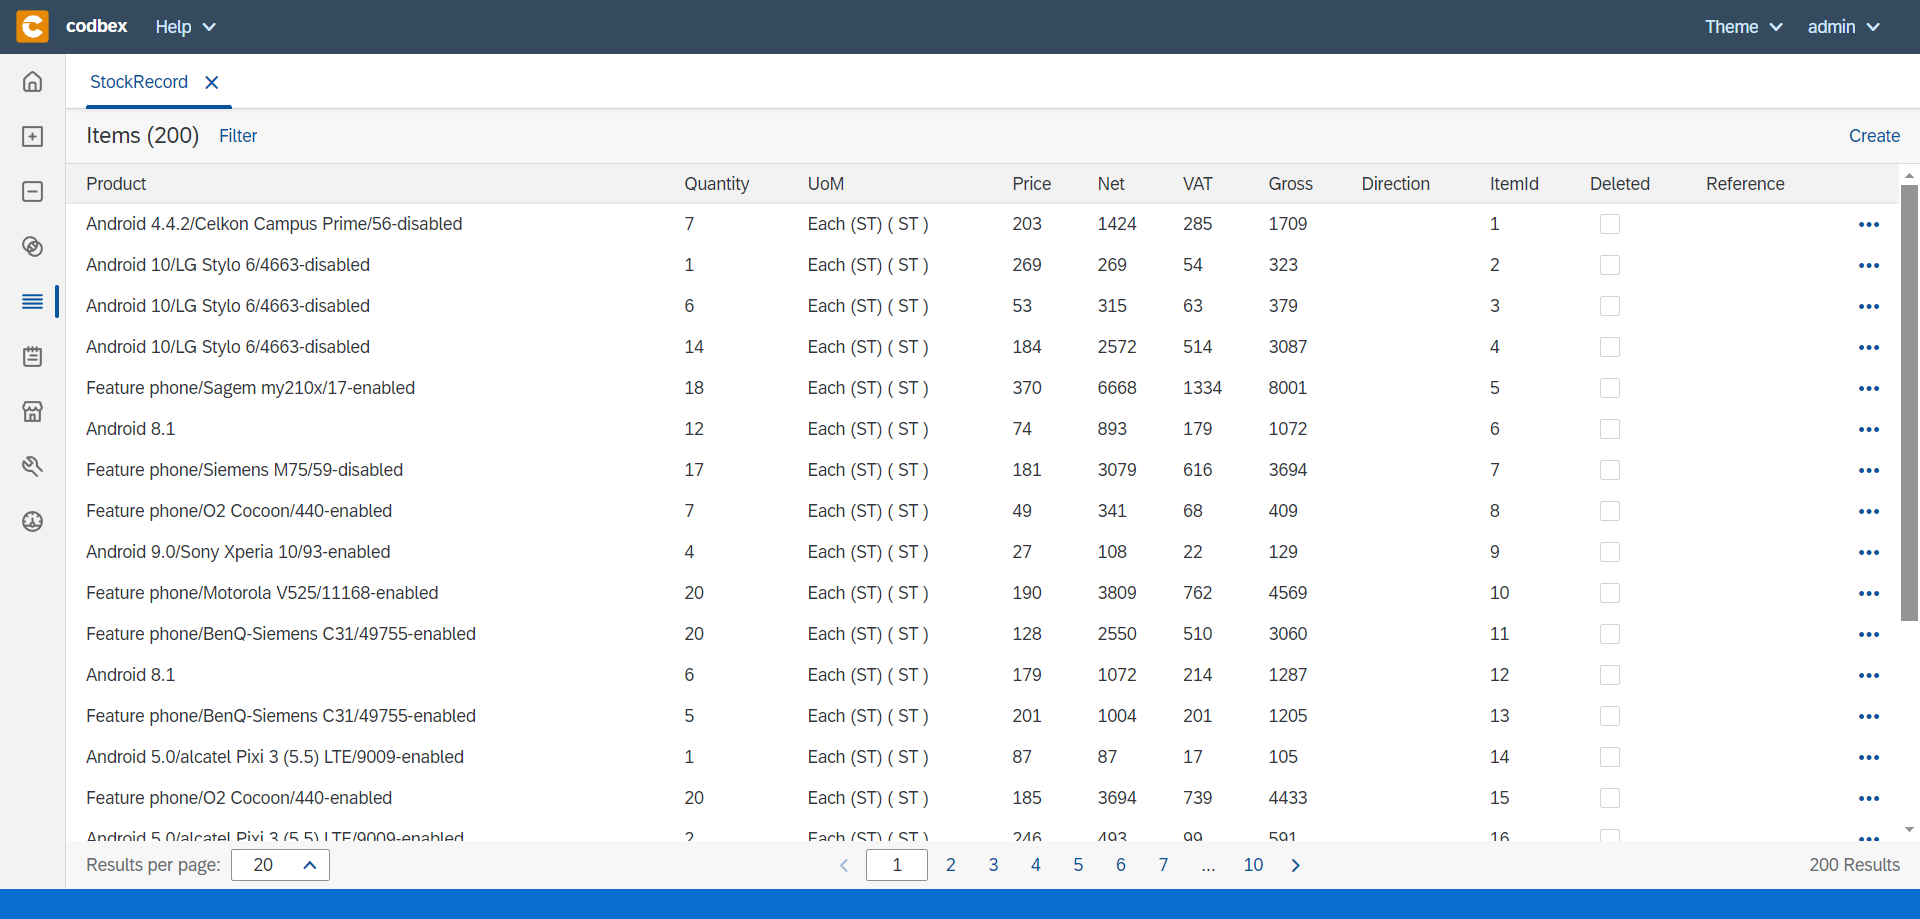 codbex Help Theme admin
StockRecord
Items (200) Filter Create
Product Quantity UoM Price Net VAT Gross Direction ItemId Deleted Reference
Android 4.4.2/Celkon Campus Prime/56-disabled 7 Each (ST) ( ST ) 203 1424 285 1709 1
Android 10/LG Stylo 6/4663-disabled 1 Each (ST) ( ST ) 269 269 54 323 2
Android 10/LG Stylo 6/4663-disabled 6 Each (ST) ( ST ) 53 315 63 379 3
Android 10/LG Stylo 6/4663-disabled 14 Each (ST) ( ST ) 184 2572 514 3087 4
Feature phone/Sagem my210x/17-enabled 18 Each (ST) ( ST ) 370 6668 1334 8001 5
Android 8.1 12 Each (ST) ( ST ) 74 893 179 1072 6
Feature phone/Siemens M75/59-disabled 17 Each (ST) ( ST ) 181 3079 616 3694 7
Feature phone/O2 Cocoon/440-enabled 7 Each (ST) ( ST ) 49 341 68 409 8
Android 9.0/Sony Xperia 10/93-enabled 4 Each (ST) ( ST ) 27 108 22 129 9
Feature phone/Motorola V525/11168-enabled 20 Each (ST) ( ST ) 190 3809 762 4569 10
Feature phone/BenQ-Siemens C31/49755-enabled 20 Each (ST) ( ST ) 128 2550 510 3060 11
Android 8.1 6 Each (ST) ( ST ) 179 1072 214 1287 12
Feature phone/BenQ-Siemens C31/49755-enabled 5 Each (ST) ( ST ) 201 1004 201 1205 13
Android 5.0/alcatel Pixi 3 (5.5) LTE/9009-enabled 1 Each (ST) ( ST ) 87 87 17 105 14
Feature phone/O2 Cocoon/440-enabled 20 Each (ST) ( ST ) 185 3694 739 4433 15
Android 5.0/alcatel Pixi 3 (5.5) LTE/9009-enabled 2 Each (ST) ( ST ) 246 493 99 591 16
Results per page: 20 1 2 3 4 5 6 7 ... 10 200 Results